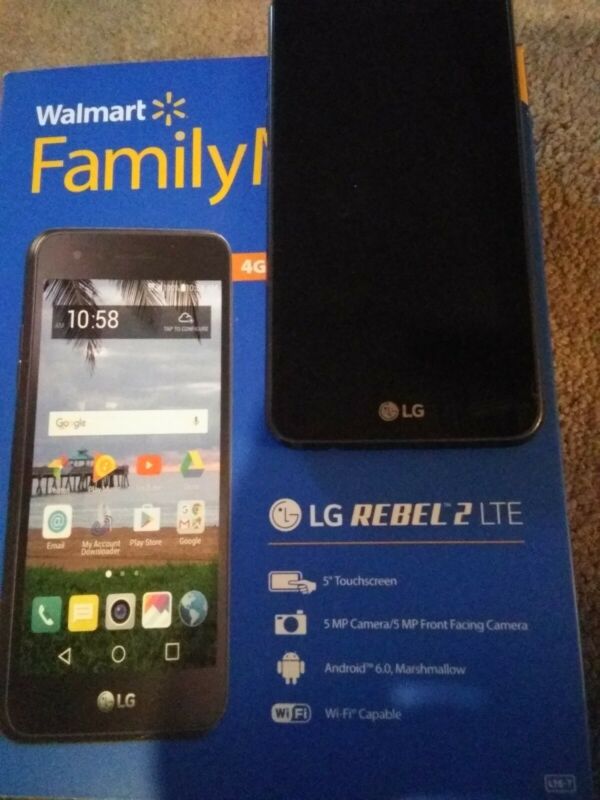 Walmart
FamilyM
4G
10:58
TAP TO CONFIGURE
Google
Email
My Account
Downloader
Play Store
Google
LG
LG
LG REBEL™ 2 LTE
5" Touchscreen
5 MP Camera/5 MP Front Facing Camera
Android™ 6.0, Marshmallow
WiFi
Wi-Fi® Capable